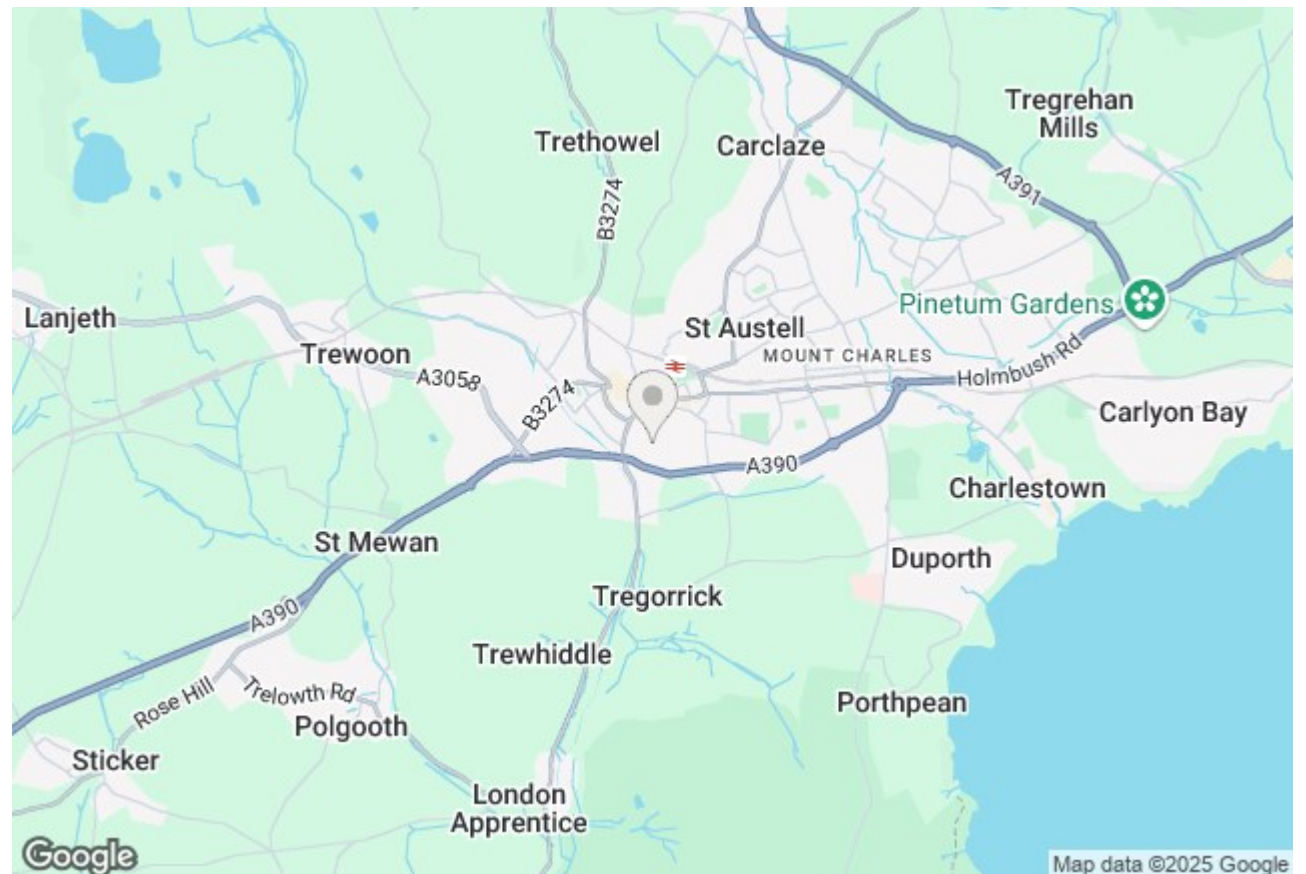 Tregrehan
Mills
Trethowel
Carclaze
B3274
A391
Pinetum Gardens
Lanjeth
St Austell
Trewoon
MOUNT CHARLES
A3058
B3274
Holmbush Rd
Carlyon Bay
A390
Charlestown
St Mewan
Duporth
A390
Tregorrick
Trewhiddle
Rose Hill
Trelowth Rd
Porthpean
Polgooth
Sticker
London
Apprentice
Google
Map data ©2025 Google